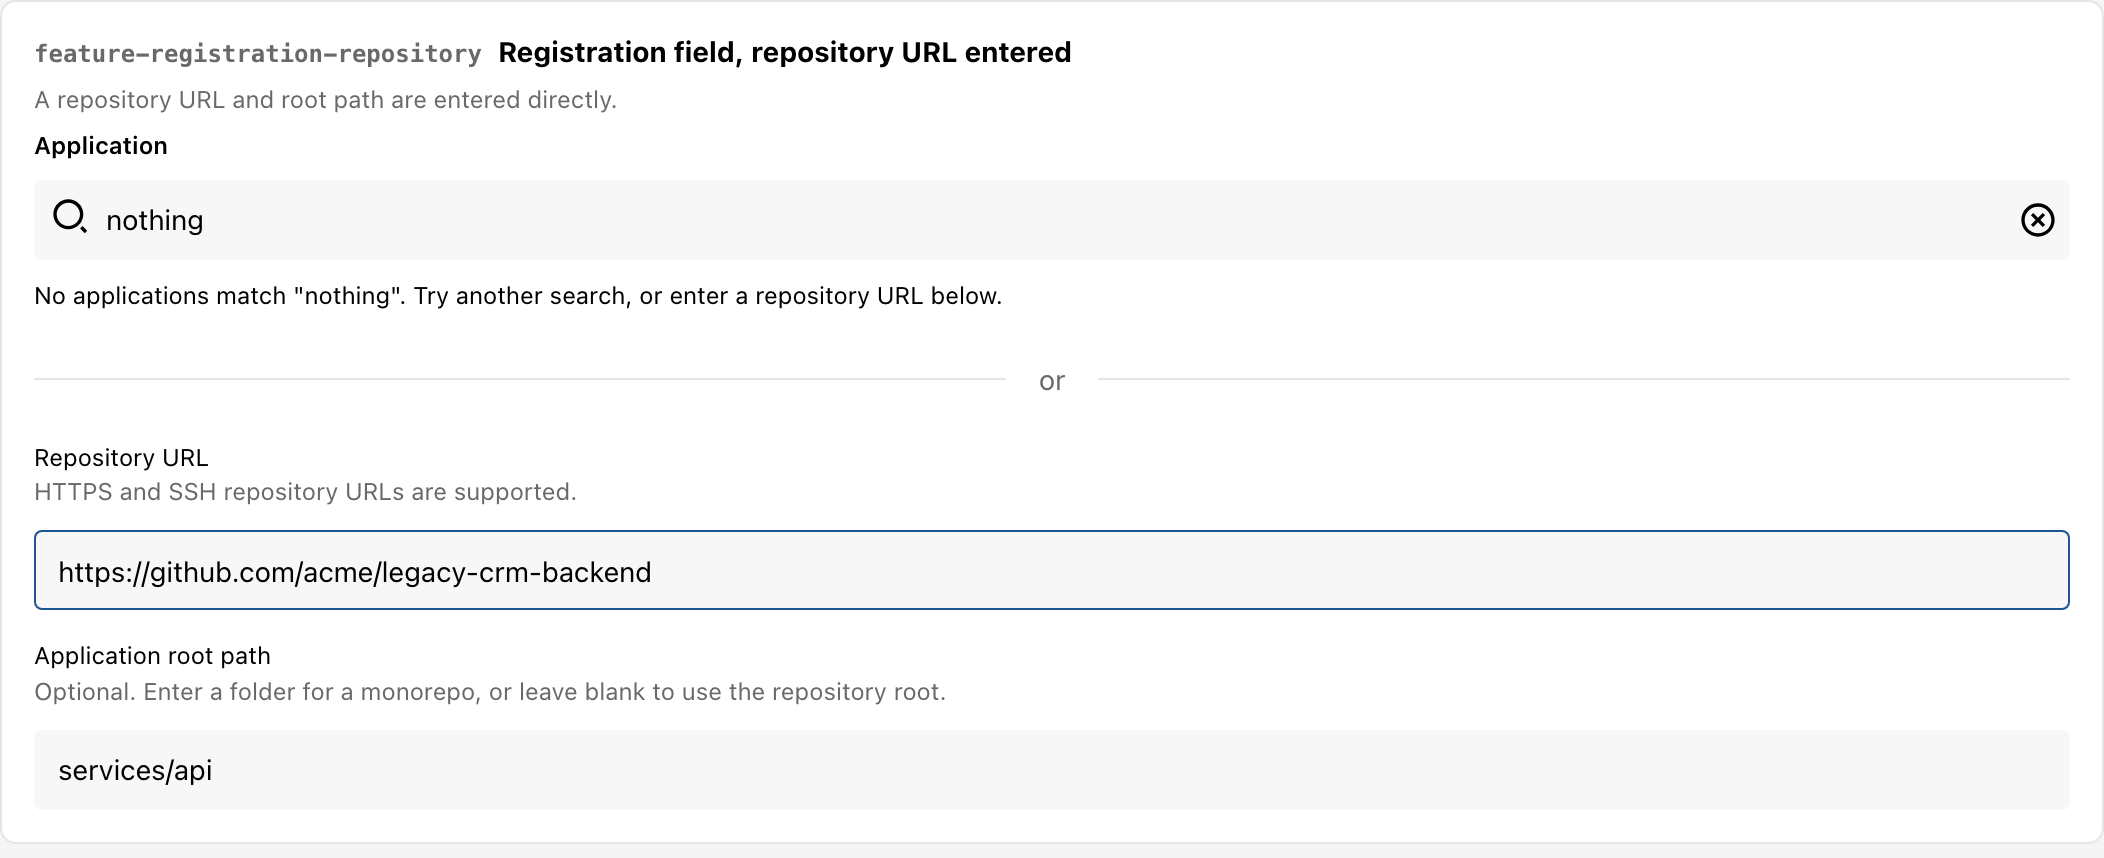 feature-registration-repository Registration field, repository URL entered
A repository URL and root path are entered directly.
Application
nothing
No applications match "nothing". Try another search, or enter a repository URL below.
or
Repository URL
HTTPS and SSH repository URLs are supported.
https://github.com/acme/legacy-crm-backend
Application root path
Optional. Enter a folder for a monorepo, or leave blank to use the repository root.
services/api